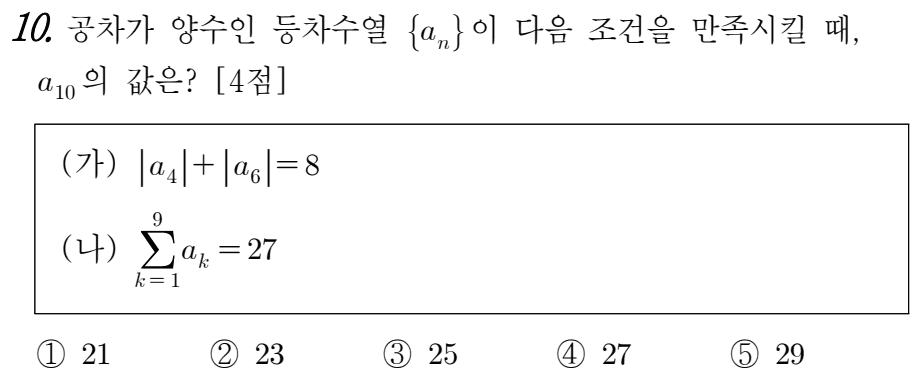 10. 공차가 양수인 등차수열 {aₙ}이 다음 조건을 만족시킬 때,
a₁₀의 값은? [4점]
(가) |a₄|+|a₆|=8
(나) ∑_{k=1}^{9} aₖ=27
① 21 ② 23 ③ 25 ④ 27 ⑤ 29